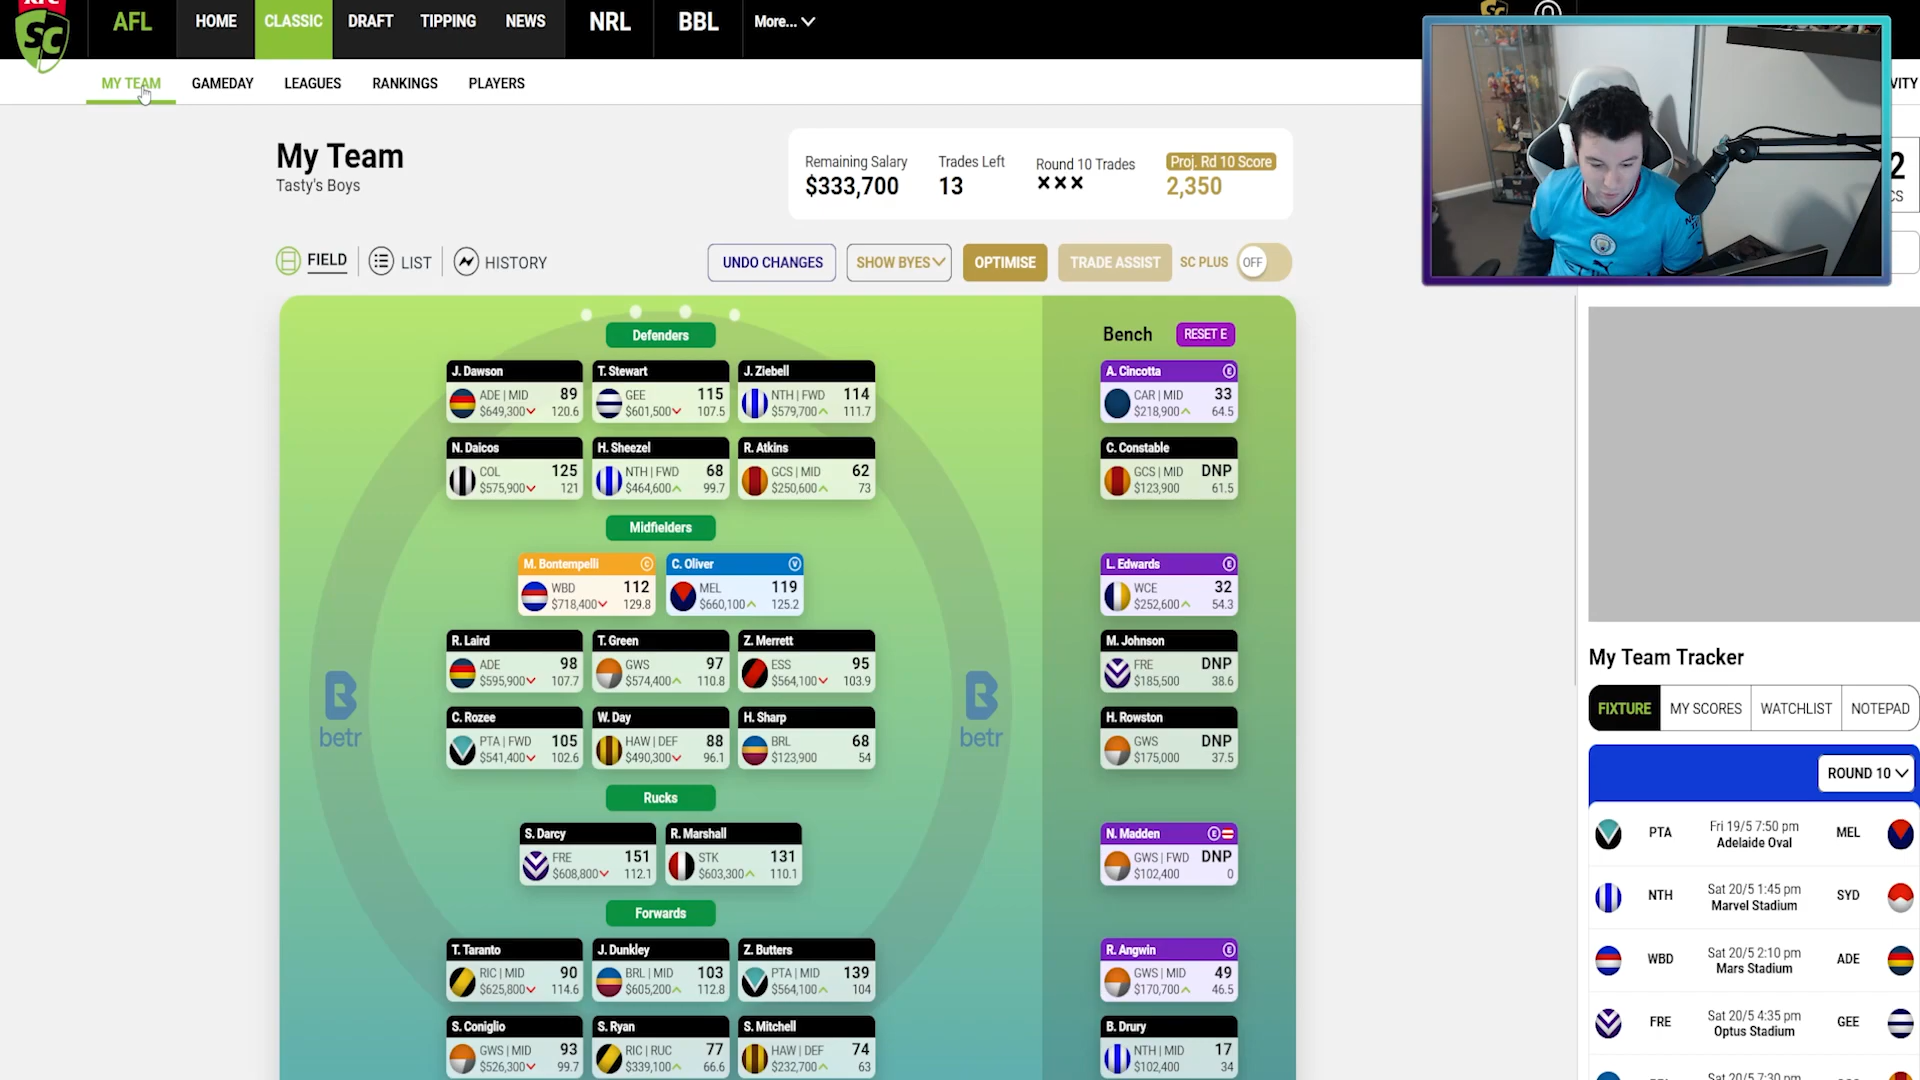 KFC
SC
AFL
HOME
CLASSIC
DRAFT
TIPPING
NEWS
NRL
BBL
More...
MY TEAM
GAMEDAY
LEAGUES
RANKINGS
PLAYERS
My Team
Tasty's Boys
Remaining Salary
$333,700
Trades Left
13
Round 10 Trades
Proj. Rd 10 Score
2,350
FIELD
LIST
HISTORY
UNDO CHANGES
SHOW BYES
OPTIMISE
TRADE ASSIST
SC PLUS
OFF
Defenders
Bench
RESET E
J. Dawson
ADE | MID 89
$649,300 120.6
T. Stewart
GEE 115
$601,500 107.5
J. Ziebell
NTH | FWD 114
$579,700 111.7
A. Cincotta E
CAR | MID 33
$218,900 64.5
N. Daicos
COL 125
$575,900 121
H. Sheezel
NTH | FWD 68
$464,600 99.7
R. Atkins
GCS | MID 62
$250,600 73
C. Constable
GCS | MID DNP
$123,900 61.5
Midfielders
M. Bontempelli C
WBD 112
$718,400 129.8
C. Oliver V
MEL 119
$660,100 125.2
L. Edwards E
WCE 32
$252,600 54.3
R. Laird
ADE 98
$595,900 107.7
T. Green
GWS 97
$574,400 110.8
Z. Merrett
ESS 95
$564,100 103.9
M. Johnson
FRE DNP
$185,500 38.6
C. Rozee
PTA | FWD 105
$541,400 102.6
W. Day
HAW | DEF 88
$490,300 96.1
H. Sharp
BRL 68
$123,900 54
H. Rowston
GWS DNP
$175,000 37.5
betr
betr
Rucks
S. Darcy
FRE 151
$608,800 112.1
R. Marshall
STK 131
$603,300 110.1
N. Madden E
GWS | FWD DNP
$102,400 0
Forwards
T. Taranto
RIC | MID 90
$625,800 114.6
J. Dunkley
BRL | MID 103
$605,200 112.8
Z. Butters
PTA | MID 139
$564,100 104
R. Angwin E
GWS | MID 49
$170,700 46.5
S. Coniglio
GWS | MID 93
$526,300 99.7
S. Ryan
RIC | RUC 77
$339,100 66.6
S. Mitchell
HAW | DEF 74
$232,700 63
B. Drury
NTH | MID 17
$102,400 34
My Team Tracker
FIXTURE
MY SCORES
WATCHLIST
NOTEPAD
ROUND 10
PTA Fri 19/5 7:50 pm MEL
Adelaide Oval
NTH Sat 20/5 1:45 pm SYD
Marvel Stadium
WBD Sat 20/5 2:10 pm ADE
Mars Stadium
FRE Sat 20/5 4:35 pm GEE
Optus Stadium
Sat 20/5 7:30 pm